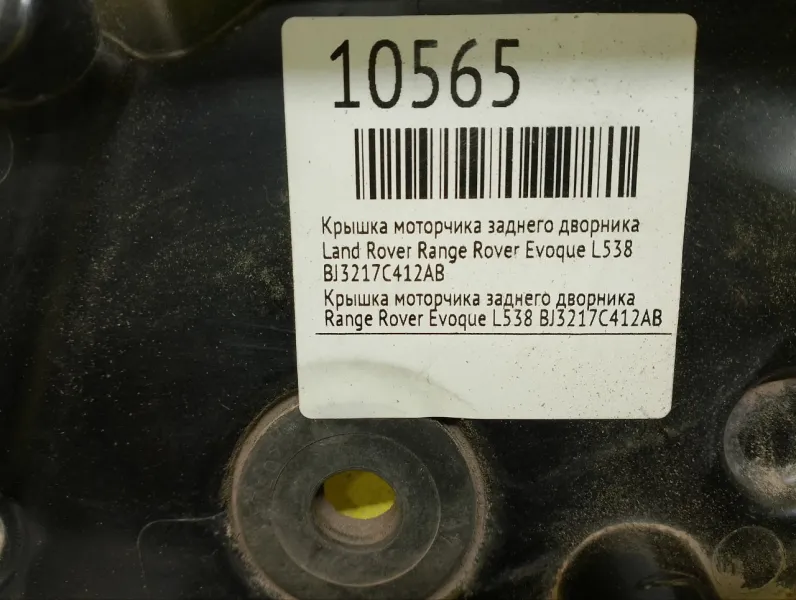 10565
Крышка моторчика заднего дворника
Land Rover Range Rover Evoque L538
BJ3217C412AB
Крышка моторчика заднего дворника
Range Rover Evoque L538 BJ3217C412AB